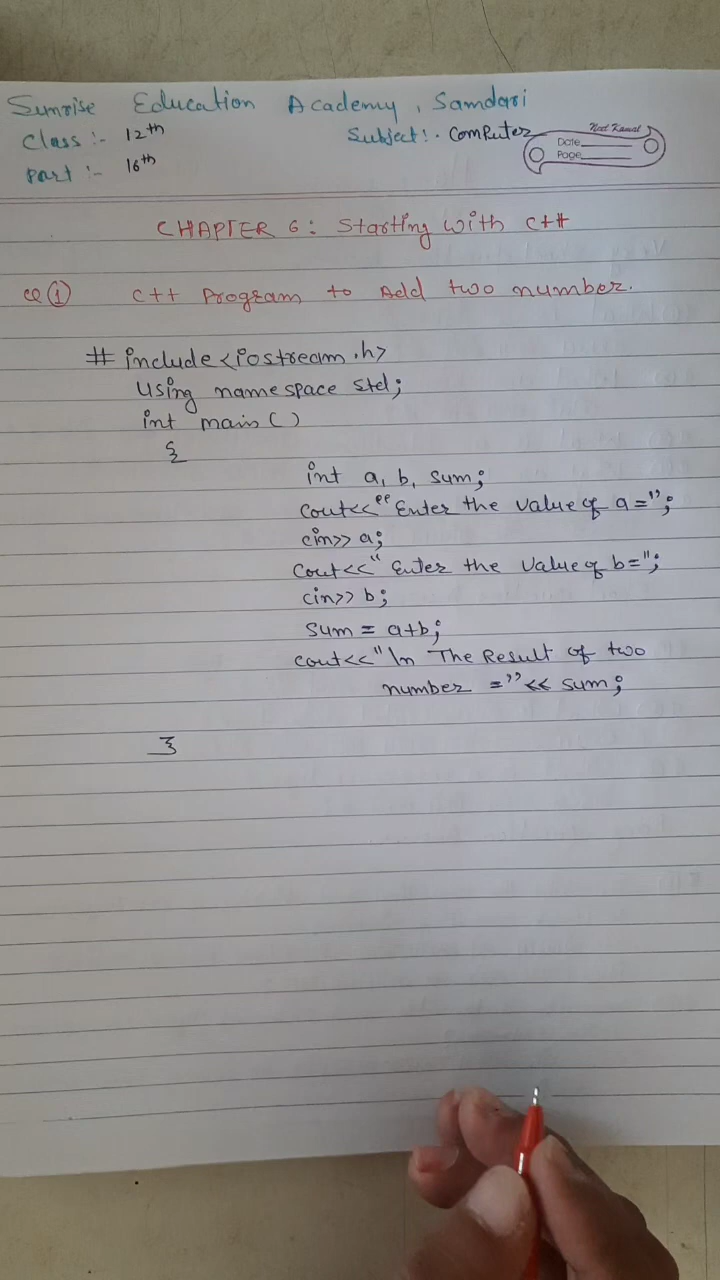 Sunrise Education Academy, Samdari
Class :- 12th Subject :- Computer
Part :- 16th
Neel Kamal
Date
Page
CHAPTER 6: Starting with C++
Q① C++ Program to Add two number.
# include<iostream.h>
Using namespace std;
int main()
{
int a, b, sum;
Cout<<"Enter the value of a=";
cin>> a;
Cout<<" Enter the Value of b=";
cin>> b;
sum = a+b;
cout<<"\n The Result of two
number ="<< sum;
}